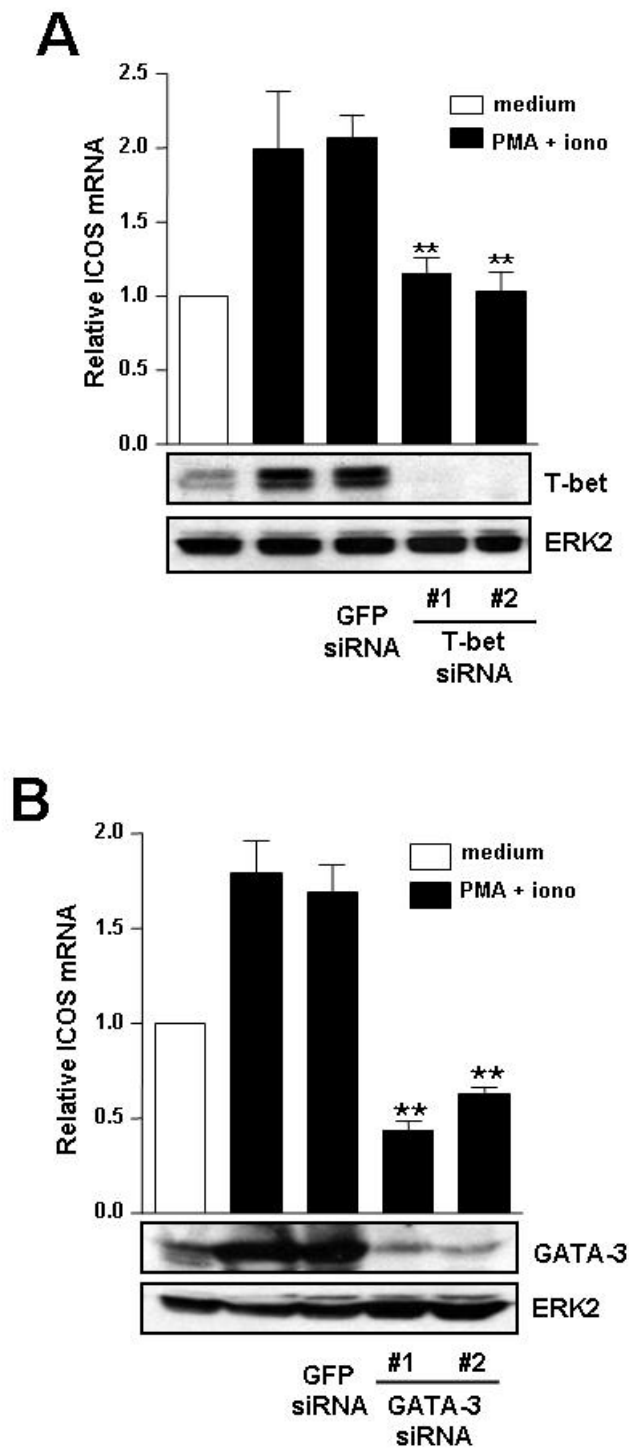 A
2.5
2.0
1.5
1.0
0.5
0.0
Relative ICOS mRNA
medium
PMA + iono
**
**
T-bet
ERK2
GFP
siRNA
#1 #2
T-bet
siRNA
B
2.0
1.5
1.0
0.5
0.0
Relative ICOS mRNA
medium
PMA + iono
**
**
GATA-3
ERK2
GFP
siRNA
#1 #2
GATA-3
siRNA